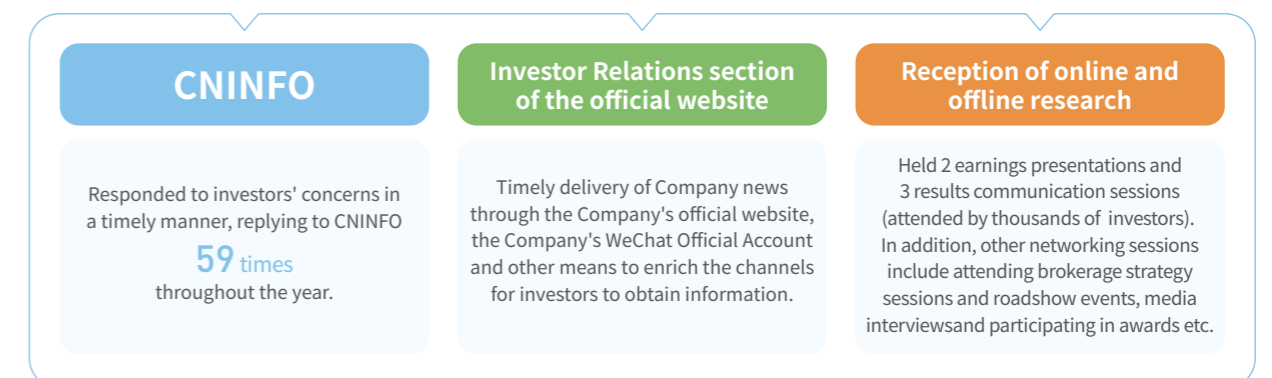 CNINFO
Responded to investors' concerns in
a timely manner, replying to CNINFO
59 times
throughout the year.
Investor Relations section
of the official website
Timely delivery of Company news
through the Company's official website,
the Company's WeChat Official Account
and other means to enrich the channels
for investors to obtain information.
Reception of online and
offline research
Held 2 earnings presentations and
3 results communication sessions
(attended by thousands of investors).
In addition, other networking sessions
include attending brokerage strategy
sessions and roadshow events, media
interviewsand participating in awards etc.